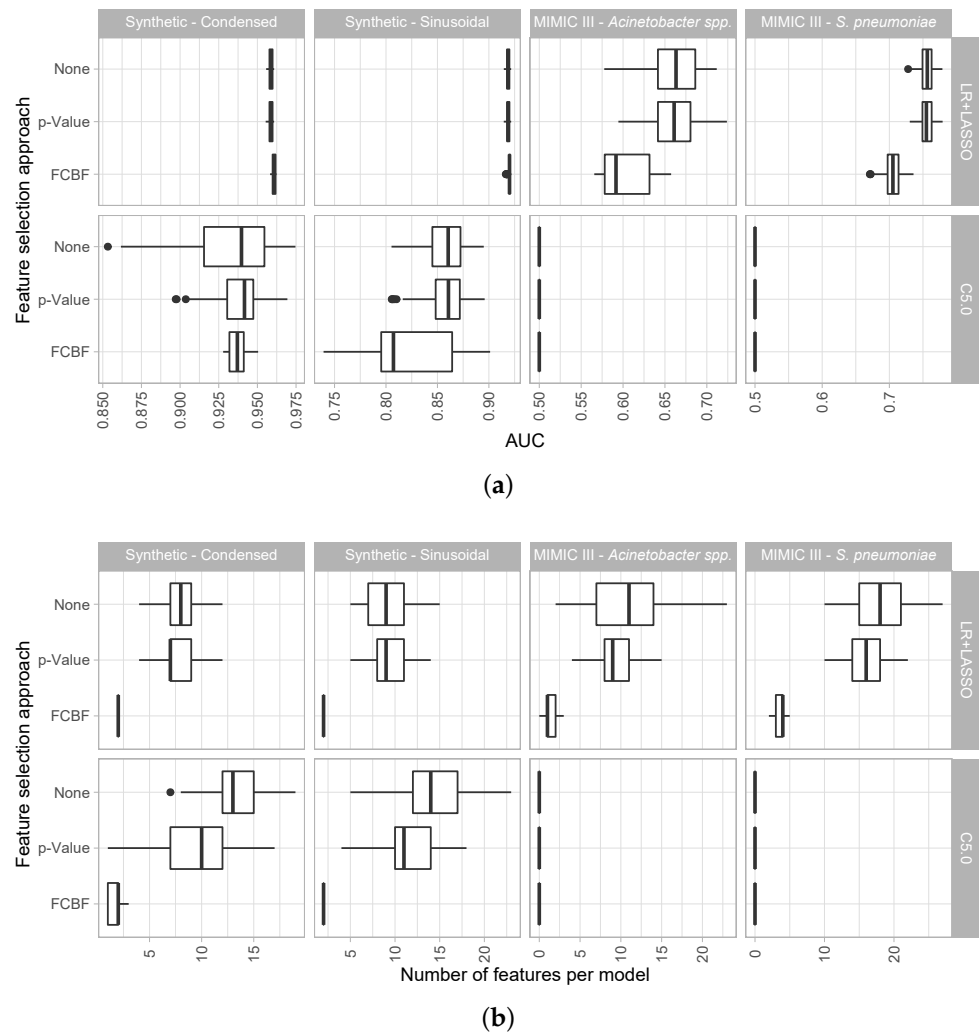 Synthetic - Condensed Synthetic - Sinusoidal MIMIC III - Acinetobacter spp. MIMIC III - S. pneumoniae
Feature selection approach
None
p-Value
FCBF
LR+LASSO
None
p-Value
FCBF
C5.0
0.850 0.875 0.900 0.925 0.950 0.975 0.75 0.80 0.85 0.90 0.50 0.55 0.60 0.65 0.70 0.5 0.6 0.7
AUC
(a)
Synthetic - Condensed Synthetic - Sinusoidal MIMIC III - Acinetobacter spp. MIMIC III - S. pneumoniae
Feature selection approach
None
p-Value
FCBF
LR+LASSO
None
p-Value
FCBF
C5.0
5 10 15 5 10 15 20 0 5 10 15 20 0 10 20
Number of features per model
(b)